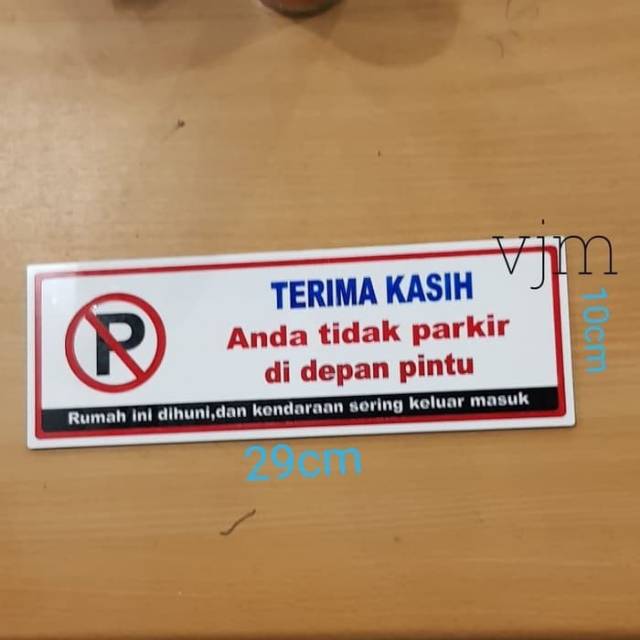 vjm
P
TERIMA KASIH
Anda tidak parkir
di depan pintu
Rumah ini dihuni,dan kendaraan sering keluar masuk
10cm
29cm